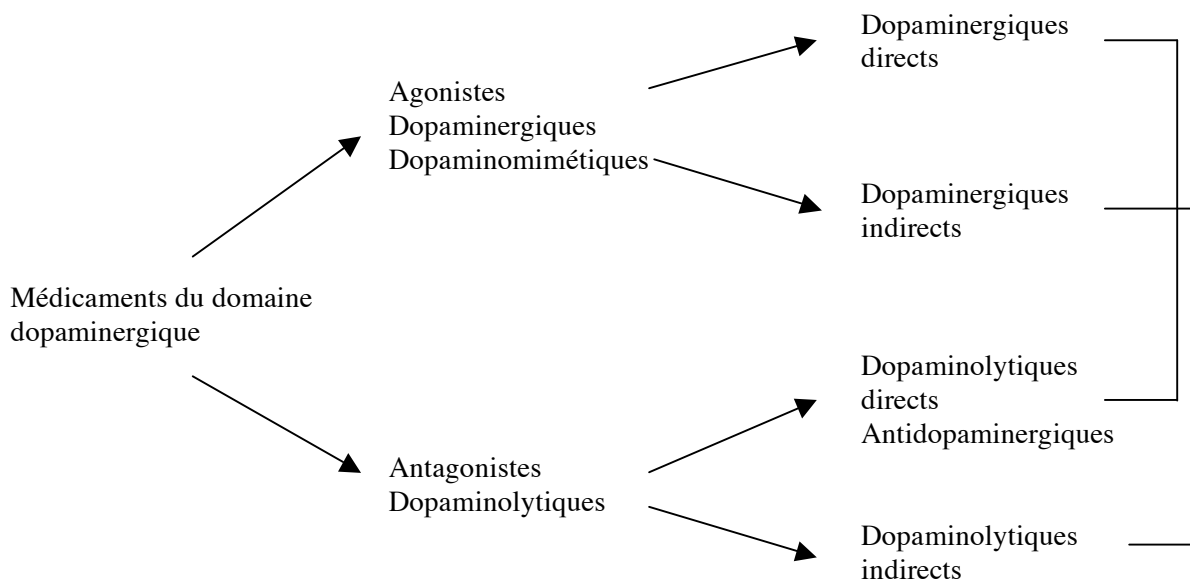 Dopaminergiques
directs
Agonistes
Dopaminergiques
Dopaminomimétiques
Dopaminergiques
indirects
Médicaments du domaine
dopaminergique
Dopaminolytiques
directs
Antidopaminergiques
Antagonistes
Dopaminolytiques
Dopaminolytiques
indirects